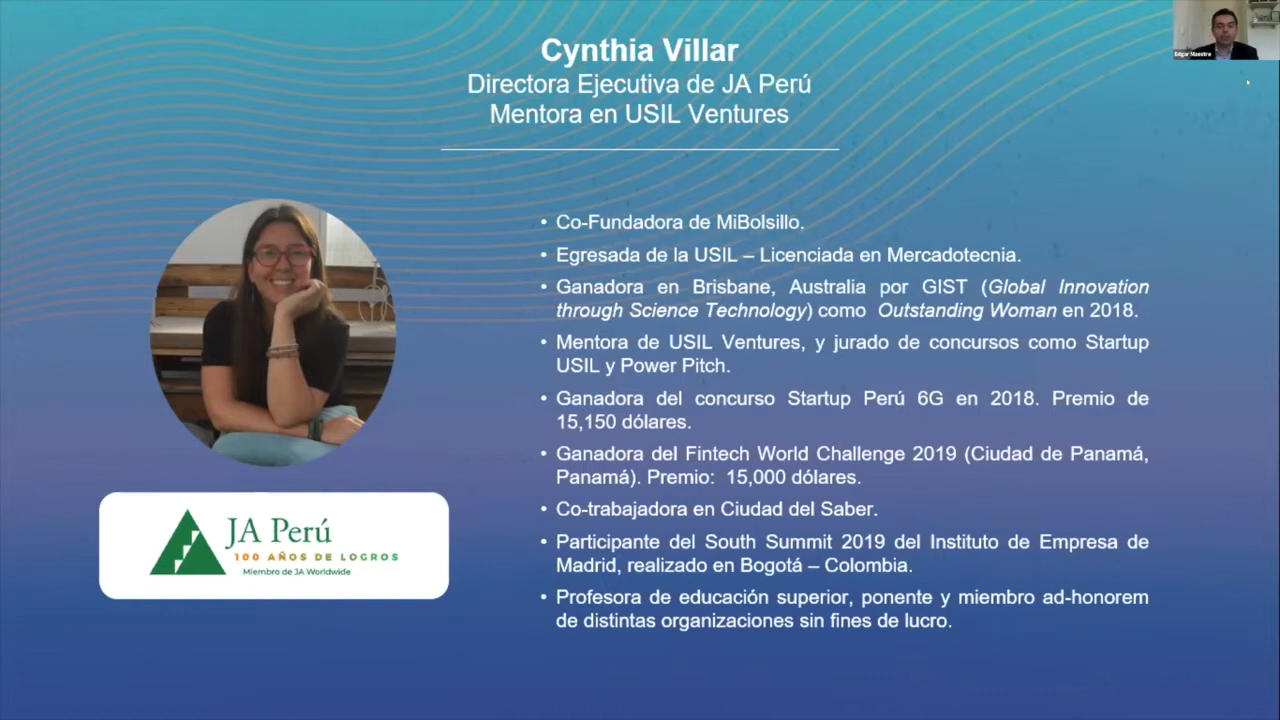 Cynthia Villar
Directora Ejecutiva de JA Perú
Mentora en USIL Ventures
Edgar Maestre
• Co-Fundadora de MiBolsillo.
• Egresada de la USIL – Licenciada en Mercadotecnia.
• Ganadora en Brisbane, Australia por GIST (Global Innovation
through Science Technology) como Outstanding Woman en 2018.
• Mentora de USIL Ventures, y jurado de concursos como Startup
USIL y Power Pitch.
• Ganadora del concurso Startup Perú 6G en 2018. Premio de
15,150 dólares.
• Ganadora del Fintech World Challenge 2019 (Ciudad de Panamá,
Panamá). Premio: 15,000 dólares.
• Co-trabajadora en Ciudad del Saber.
• Participante del South Summit 2019 del Instituto de Empresa de
Madrid, realizado en Bogotá – Colombia.
• Profesora de educación superior, ponente y miembro ad-honorem
de distintas organizaciones sin fines de lucro.
JA Perú
100 AÑOS DE LOGROS
Miembro de JA Worldwide